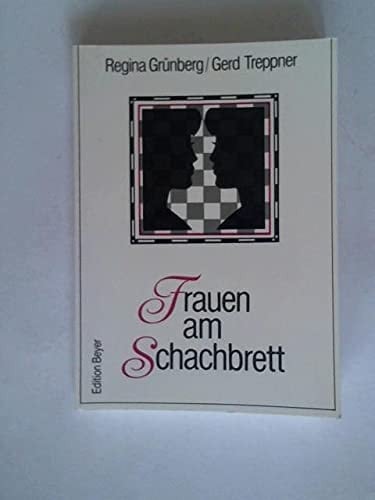 Regina Grünberg/Gerd Treppner
Frauen
am
Schachbrett
Edition Beyer